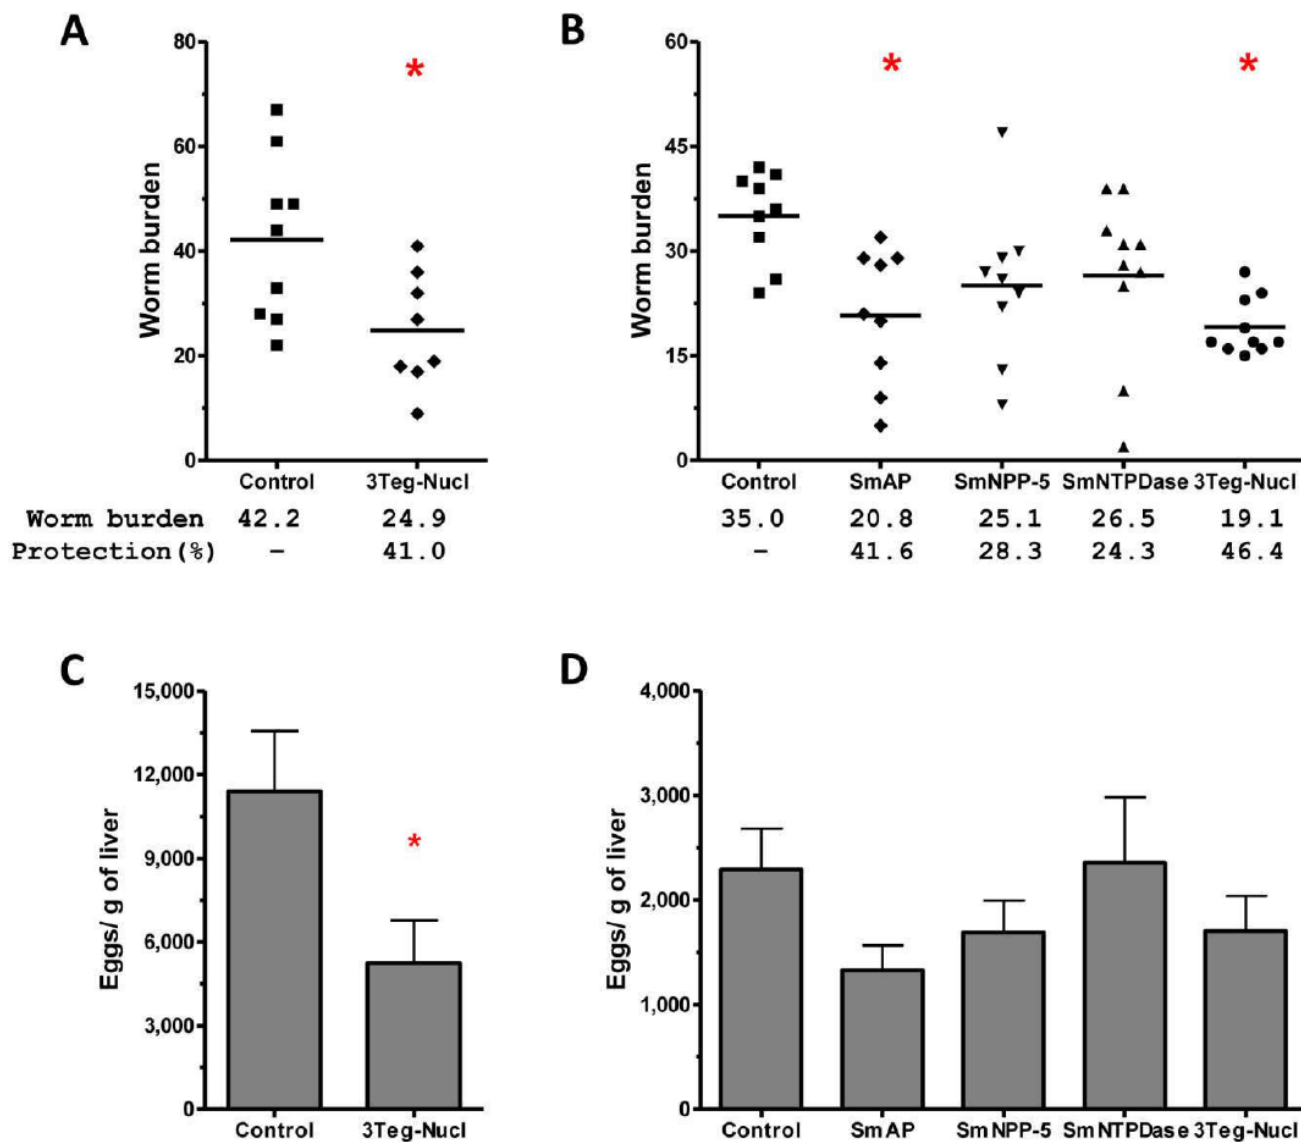 A
80
60
40
20
0
Worm burden
*
Control 3Teg-Nucl
Worm burden 42.2 24.9
Protection(%) – 41.0
B
60
45
30
15
0
Worm burden
* *
Control SmAP SmNPP-5 SmNTPDase 3Teg-Nucl
35.0 20.8 25.1 26.5 19.1
– 41.6 28.3 24.3 46.4
C
15,000
12,000
9,000
6,000
3,000
0
Eggs/ g of liver
*
Control 3Teg-Nucl
D
4,000
3,000
2,000
1,000
0
Eggs/ g of liver
Control SmAP SmNPP-5 SmNTPDase 3Teg-Nucl